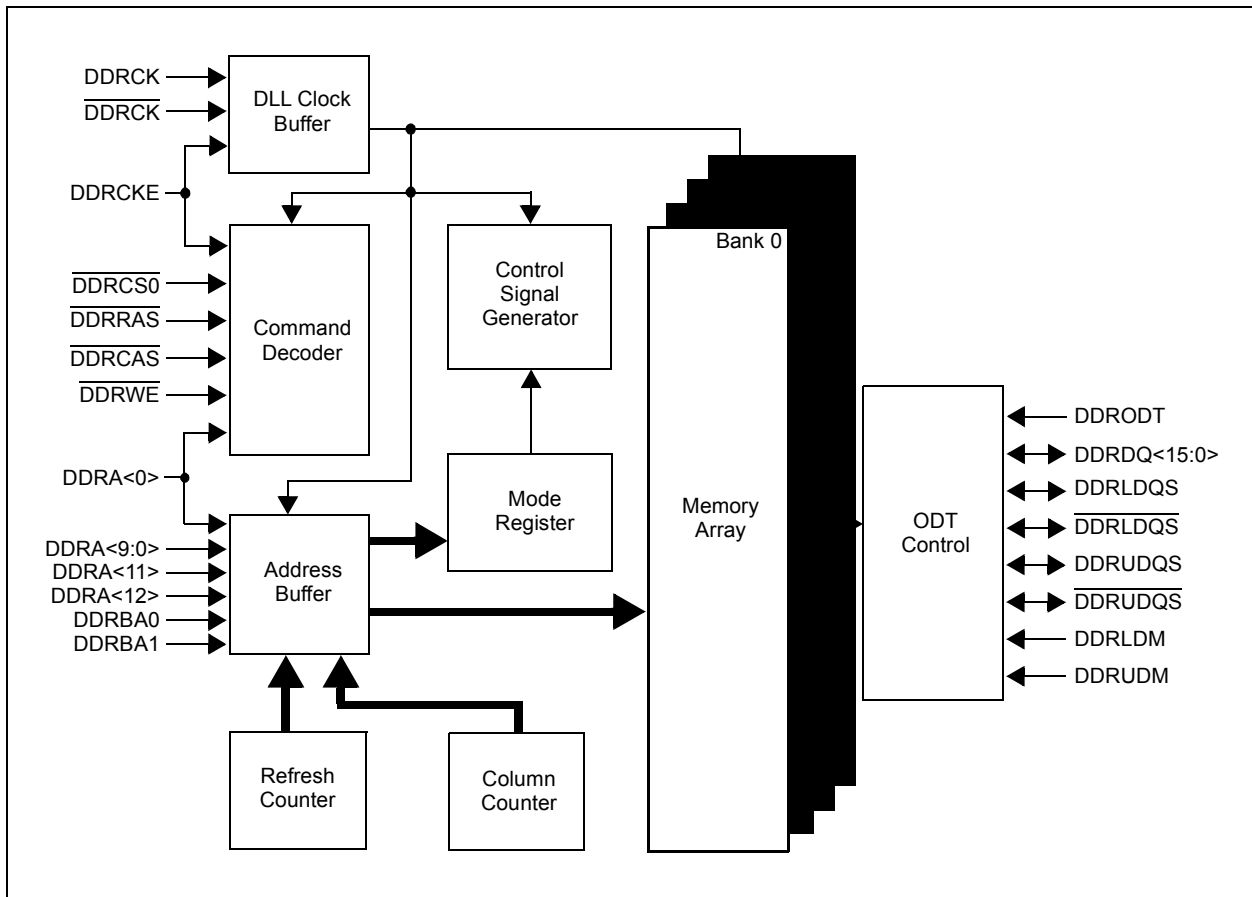 DDRCK
DDRCK
DDRCKE
DDRCS0
DDRRAS
DDRCAS
DDRWE
DDRA<0>
DDRA<9:0>
DDRA<11>
DDRA<12>
DDRBA0
DDRBA1
DLL Clock
Buffer
Command
Decoder
Address
Buffer
Refresh
Counter
Control
Signal
Generator
Mode
Register
Column
Counter
Bank 0
Memory
Array
ODT
Control
DDRODT
DDRDQ<15:0>
DDRLDQS
DDRLDQS
DDRUDQS
DDRUDQS
DDRLDM
DDRUDM